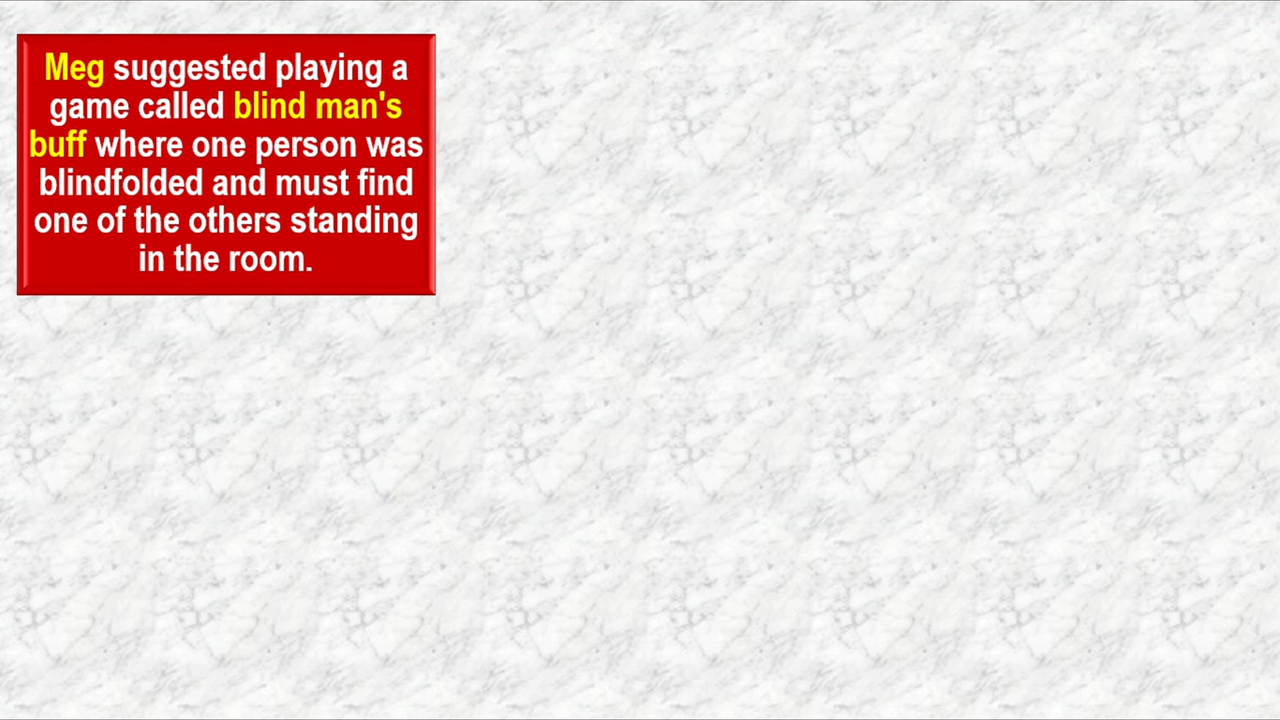 Meg suggested playing a
game called blind man's
buff where one person was
blindfolded and must find
one of the others standing
in the room.